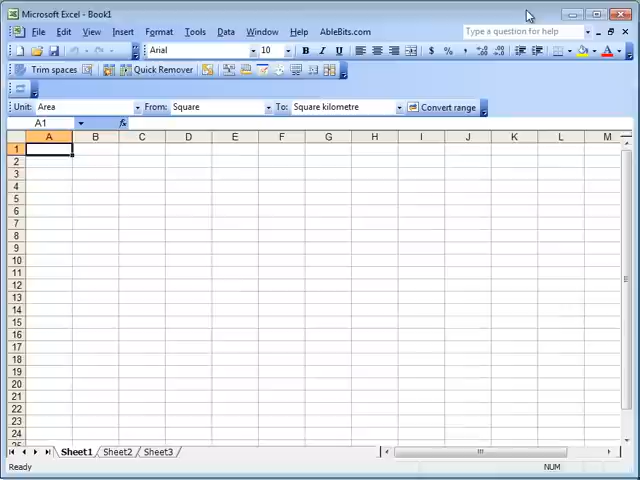 Microsoft Excel - Book1
File Edit View Insert Format Tools Data Window Help AbleBits.com Type a question for help
Arial 10 B I U $ % , A
Trim spaces Quick Remover
Unit: Area From: Square To: Square kilometre Convert range
A1 fx
A B C D E F G H I J K L M
1
2
3
4
5
6
7
8
9
10
11
12
13
14
15
16
17
18
19
20
21
22
23
24
25
Sheet1 Sheet2 Sheet3
Ready NUM